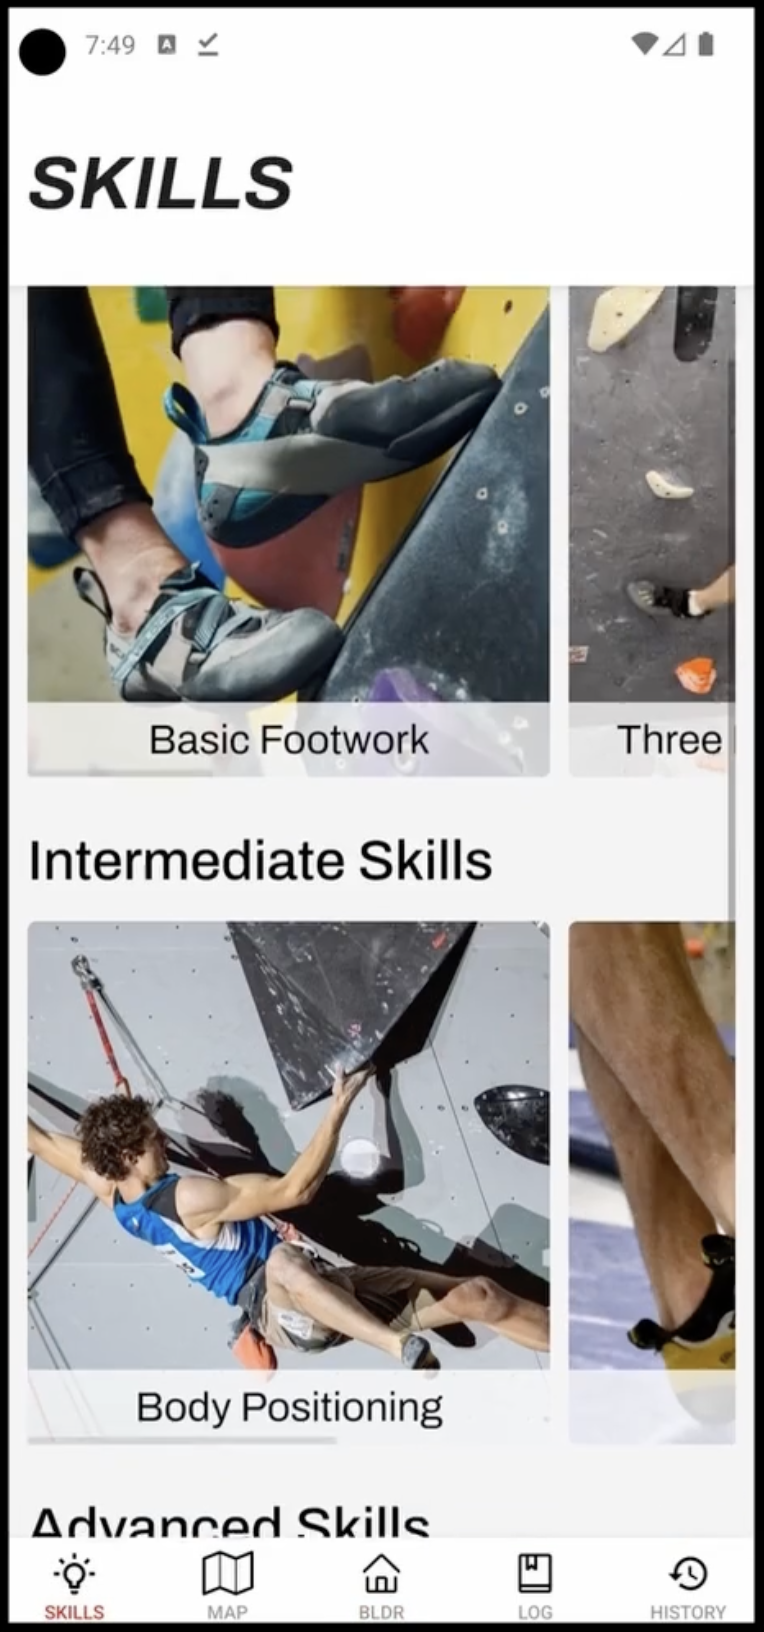 7:49
SKILLS
Basic Footwork
Three
Intermediate Skills
Body Positioning
Advanced Skills
SKILLS
MAP
BLDR
LOG
HISTORY